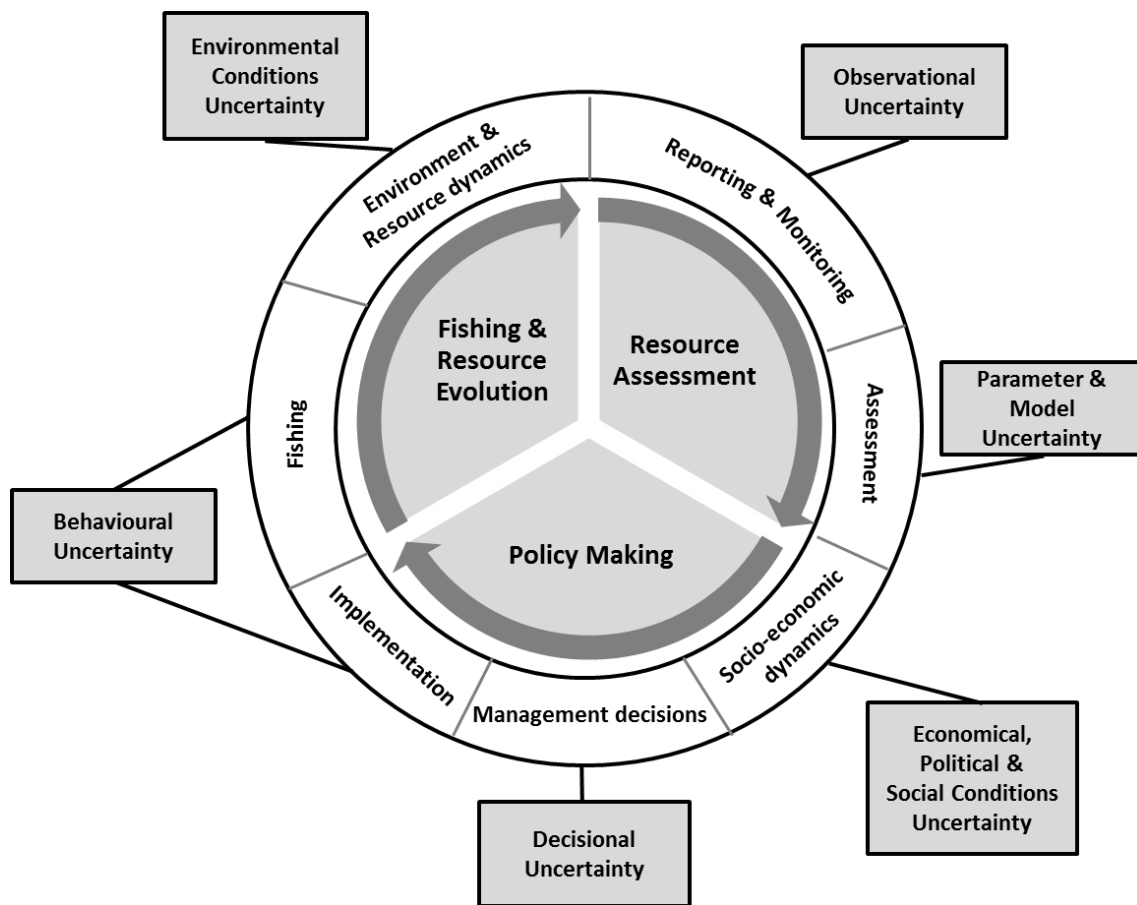 Environmental
Conditions
Uncertainty
Observational
Uncertainty
Environment &
Resource dynamics
Reporting & Monitoring
Fishing &
Resource
Evolution
Resource
Assessment
Parameter &
Model
Uncertainty
Fishing
Assessment
Behavioural
Uncertainty
Policy Making
Implementation
Management decisions
Socio-economic
dynamics
Economical,
Political &
Social Conditions
Uncertainty
Decisional
Uncertainty